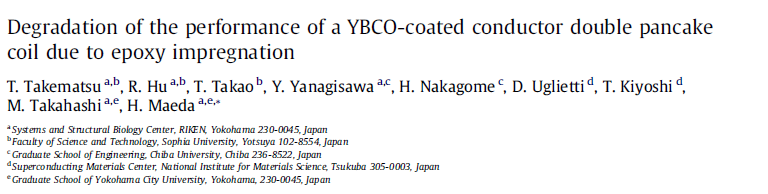 Degradation of the performance of a YBCO-coated conductor double pancake
coil due to epoxy impregnation
T. Takematsu a,b, R. Hu a,b, T. Takao b, Y. Yanagisawa a,c, H. Nakagome c, D. Uglietti d, T. Kiyoshi d,
M. Takahashi a,e, H. Maeda a,e,*
a Systems and Structural Biology Center, RIKEN, Yokohama 230-0045, Japan
b Faculty of Science and Technology, Sophia University, Yotsuya 102-8554, Japan
c Graduate School of Engineering, Chiba University, Chiba 236-8522, Japan
d Superconducting Materials Center, National Institute for Materials Science, Tsukuba 305-0003, Japan
e Graduate School of Yokohama City University, Yokohama, 230-0045, Japan